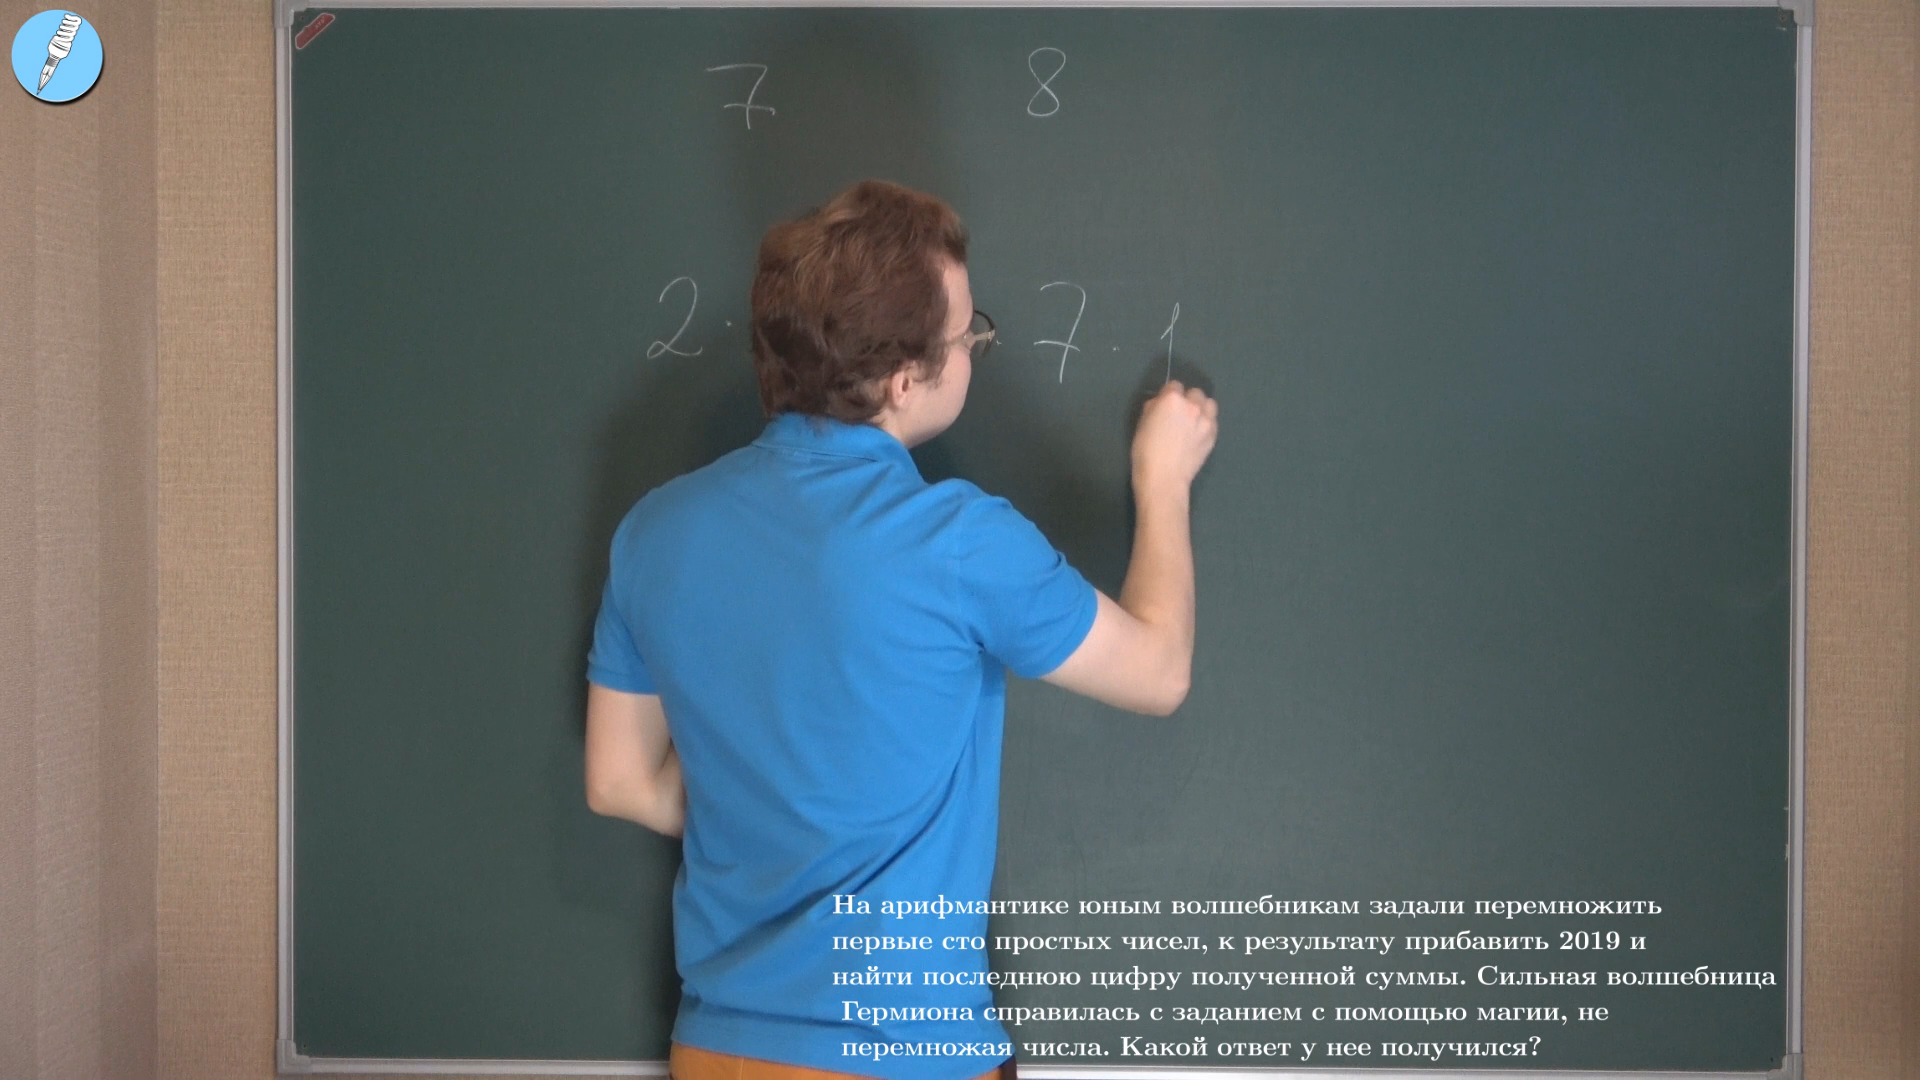 7 8
2 · · 7 · 1
На арифмантике юным волшебникам задали перемножить
первые сто простых чисел, к результату прибавить 2019 и
найти последнюю цифру полученной суммы. Сильная волшебница
Гермиона справилась с заданием с помощью магии, не
перемножая числа. Какой ответ у нее получился?